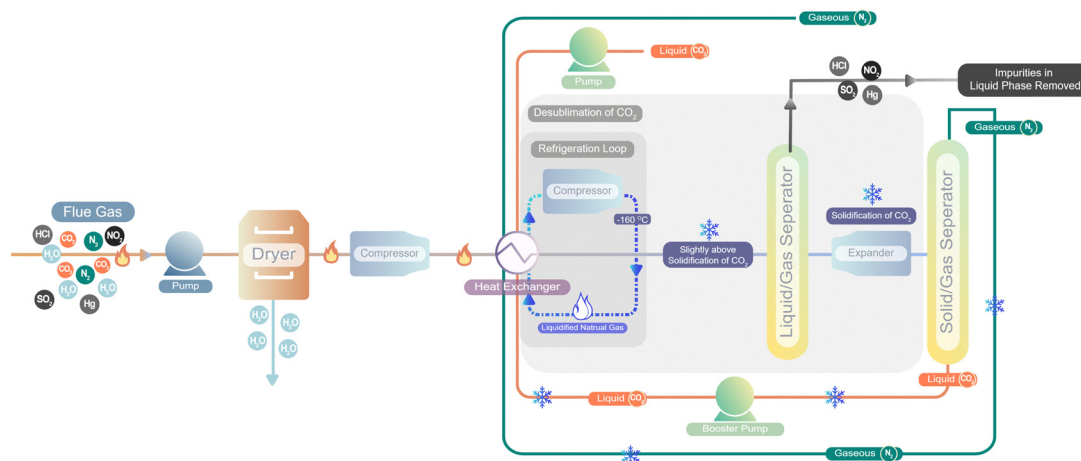 Gaseous N₂
Liquid CO₂
Pump
HCl
NO₂
SO₂
Hg
Impurities in
Liquid Phase Removed
Desublimation of CO₂
Gaseous N₂
Refrigeration Loop
Compressor
-160 ᴼC
Flue Gas
HCl
CO₂
N₂
NO₂
H₂O
CO₂
CO₂
N₂
H₂O
H₂O
SO₂
Hg
Pump
Dryer
H₂O
H₂O
H₂O
H₂O
Compressor
Heat Exchanger
Liquidified Natrual Gas
Slightly above
Solidification of CO₂
Liquid/Gas Seperator
Solidification of CO₂
Expander
Solid/Gas Seperator
Liquid CO₂
Liquid CO₂
Booster Pump
Gaseous N₂